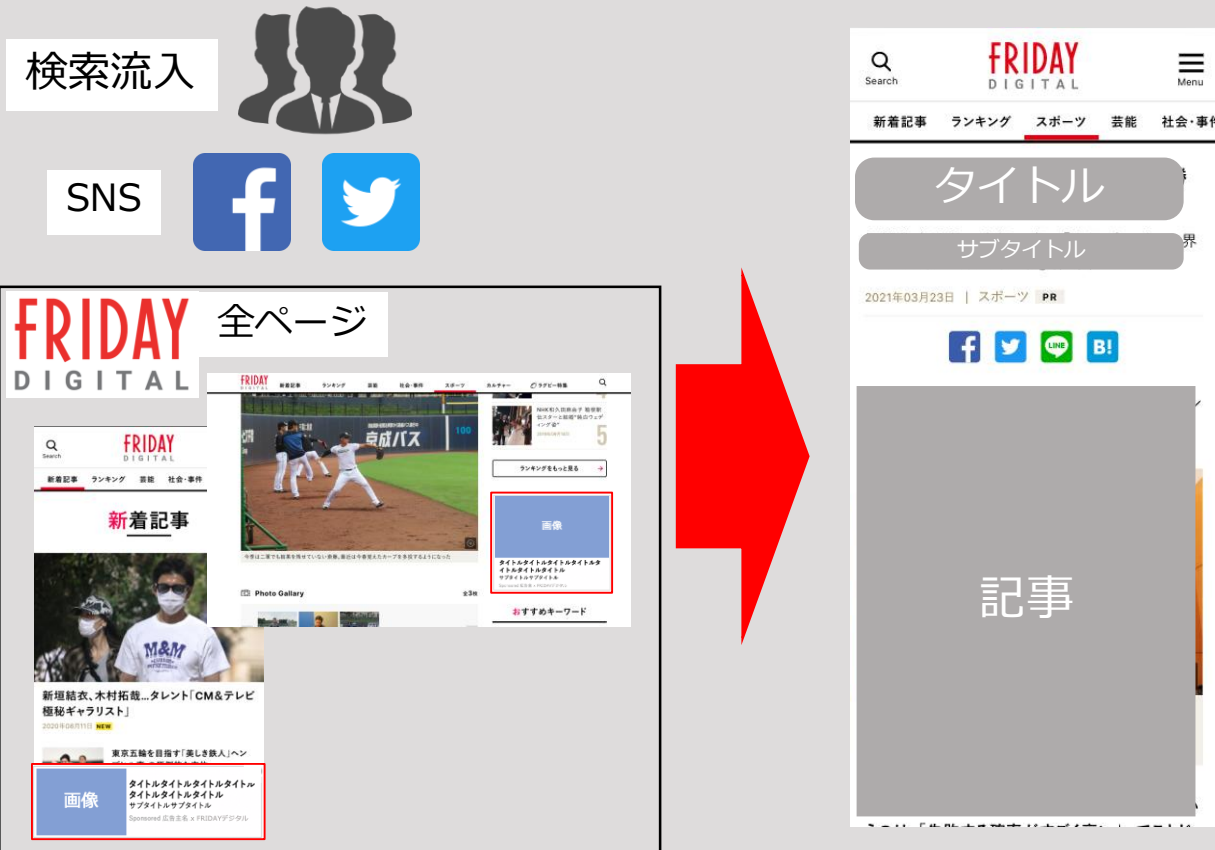 検索流入
SNS
FRIDAY
DIGITAL
全ページ
FRIDAY
新着記事 ランキング 芸能 社会・事件 スポーツ カルチャー ラグビー特集
京成バス
100
5
ランキングをもっと見る
画像
タイトルタイトルタイトルタイトルタ
イトルタイトルタイトル
サブタイトルサブタイトル
Photo Gallary
全3枚
おすすめキーワード
Search
FRIDAY
DIGITAL
新着記事 ランキング 芸能 社会・事件
新着記事
M&M
新垣結衣、木村拓哉…タレント「CM&テレビ
極秘ギャラリスト」
2020年08月11日 NEW
東京五輪を目指す「美しき鉄人」ヘン
画像
タイトルタイトルタイトルタイトル
タイトルタイトルタイトル
サブタイトルサブタイトル
Sponsored 広告主名 x FRIDAYデジタル
Search
FRIDAY
DIGITAL
Menu
新着記事 ランキング スポーツ 芸能 社会・事件
タイトル
サブタイトル
界
2021年03月23日 | スポーツ PR
LINE
B!
記事